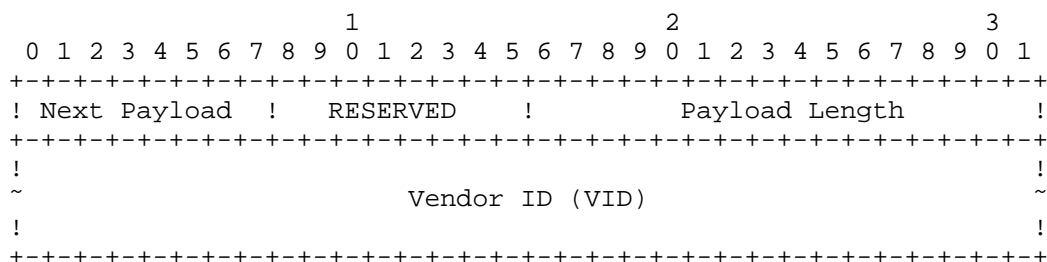 1                   2                   3
 0 1 2 3 4 5 6 7 8 9 0 1 2 3 4 5 6 7 8 9 0 1 2 3 4 5 6 7 8 9 0 1
+-+-+-+-+-+-+-+-+-+-+-+-+-+-+-+-+-+-+-+-+-+-+-+-+-+-+-+-+-+-+-+
! Next Payload  !   RESERVED    !         Payload Length        !
+-+-+-+-+-+-+-+-+-+-+-+-+-+-+-+-+-+-+-+-+-+-+-+-+-+-+-+-+-+-+-+
!                                                               !
~                        Vendor ID (VID)                        ~
!                                                               !
+-+-+-+-+-+-+-+-+-+-+-+-+-+-+-+-+-+-+-+-+-+-+-+-+-+-+-+-+-+-+-+